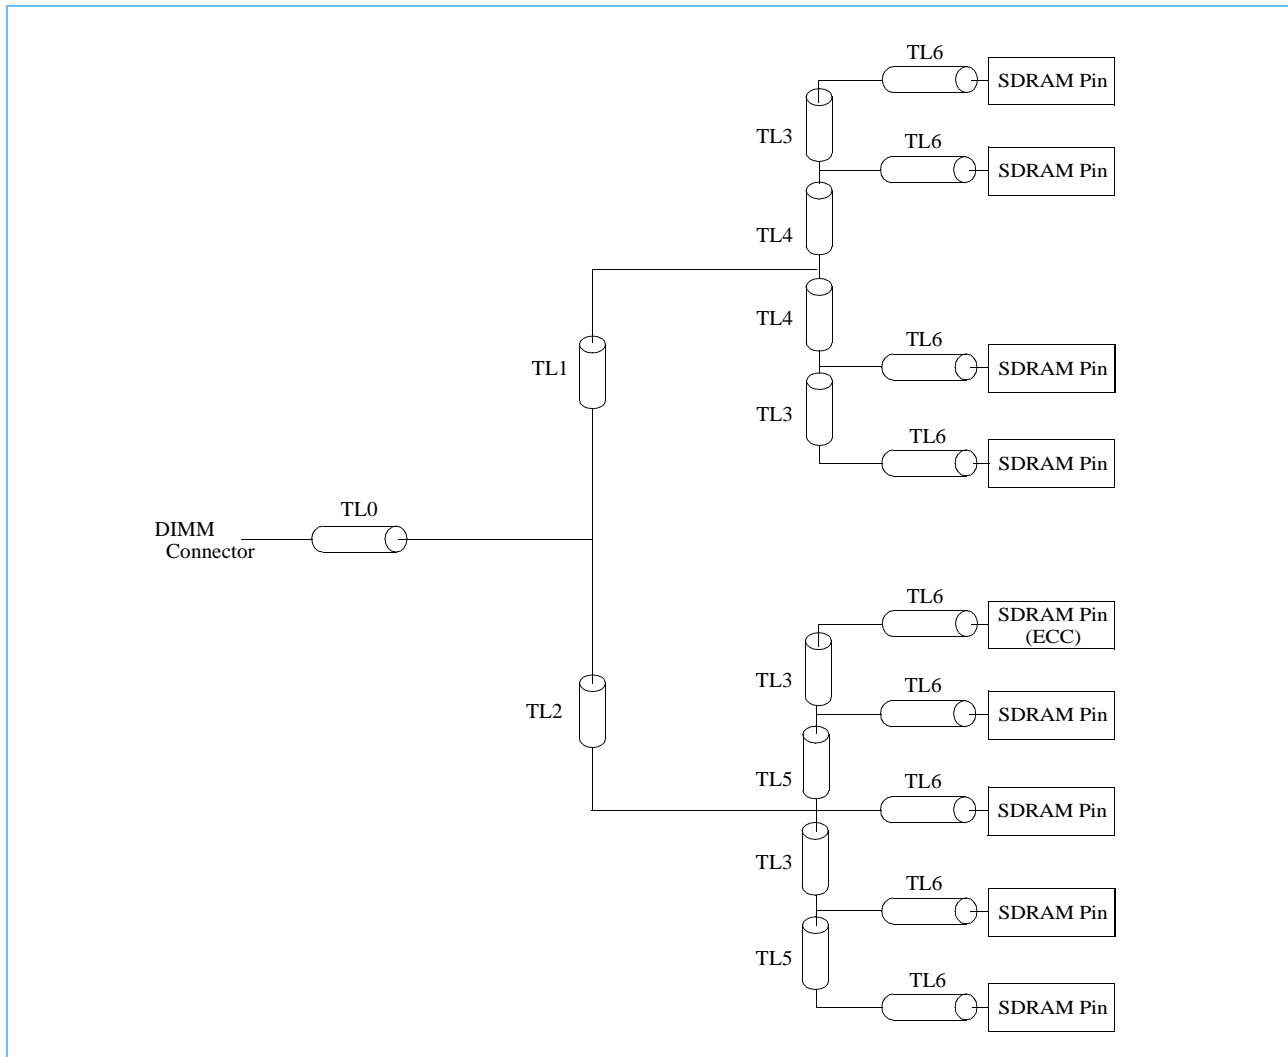 TL6
SDRAM Pin
TL3
TL6
SDRAM Pin
TL4
TL4
TL6
SDRAM Pin
TL1
TL3
TL6
SDRAM Pin
TL0
DIMM
Connector
TL6
SDRAM Pin
(ECC)
TL3
TL6
SDRAM Pin
TL2
TL5
TL6
SDRAM Pin
TL3
TL6
SDRAM Pin
TL5
TL6
SDRAM Pin